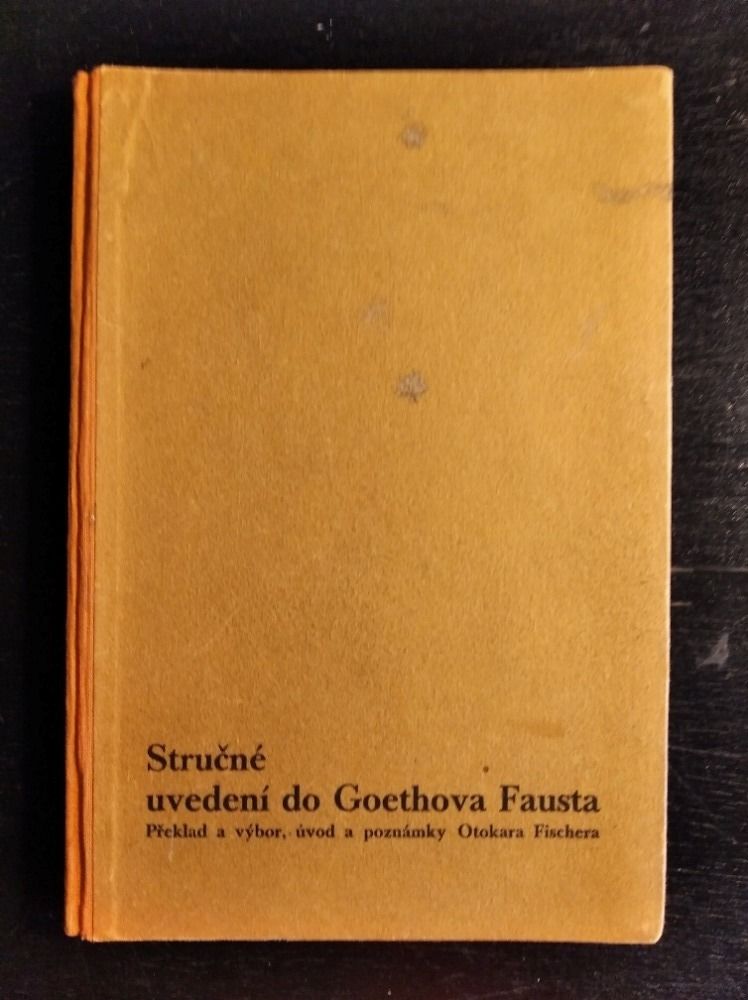 Stručné
uvedení do Goethova Fausta
Překlad a výbor, úvod a poznámky Otokara Fischera